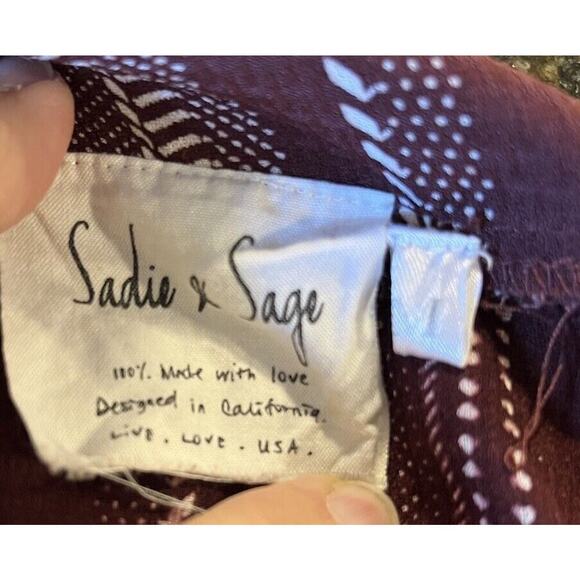 Sadie & Sage
100% Made with love
Designed in California.
Live. Love. USA.